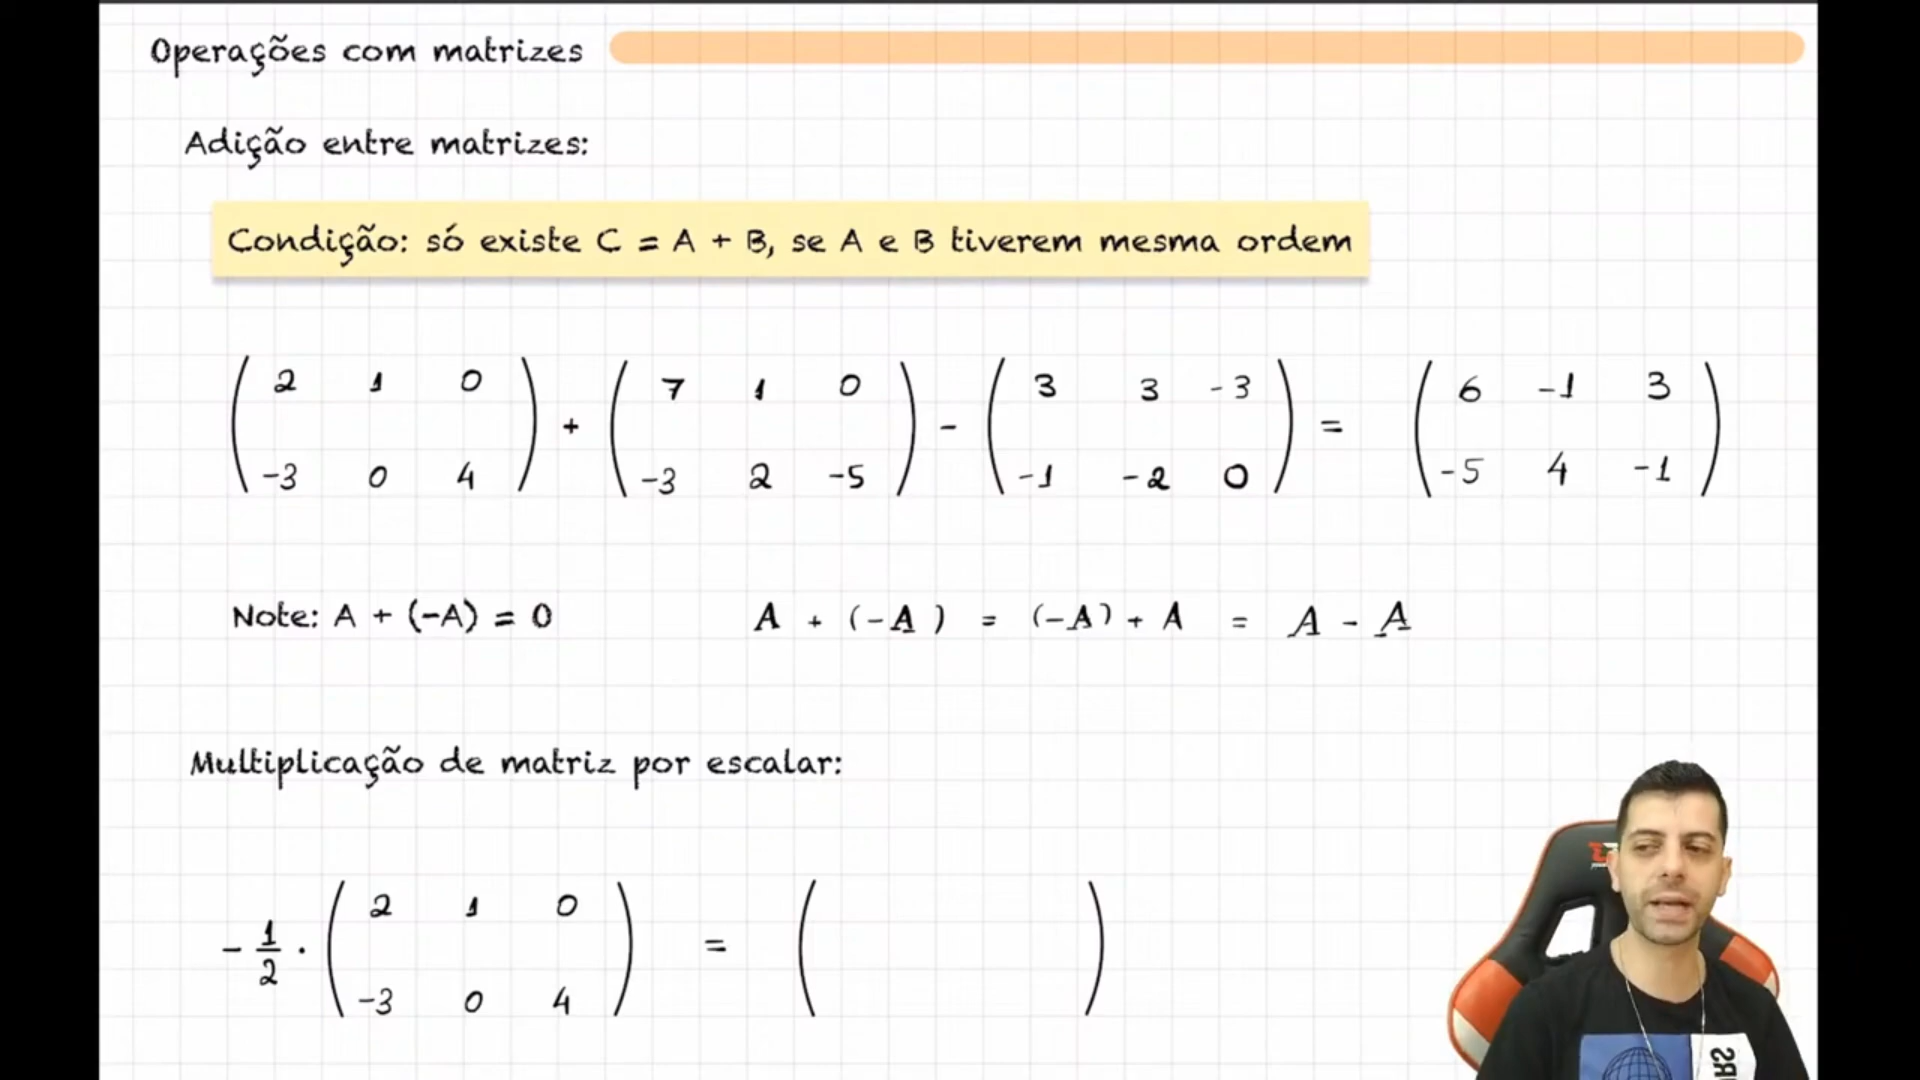 Operações com matrizes
Adição entre matrizes:
Condição: só existe C = A + B, se A e B tiverem mesma ordem
2 1 0 7 1 0 3 3 -3 6 -1 3
+ - =
-3 0 4 -3 2 -5 -1 -2 0 -5 4 -1
Note: A + (-A) = 0 A + (-A) = (-A) + A = A - A
Multiplicação de matriz por escalar:
2 1 0
- 1/2 · =
-3 0 4